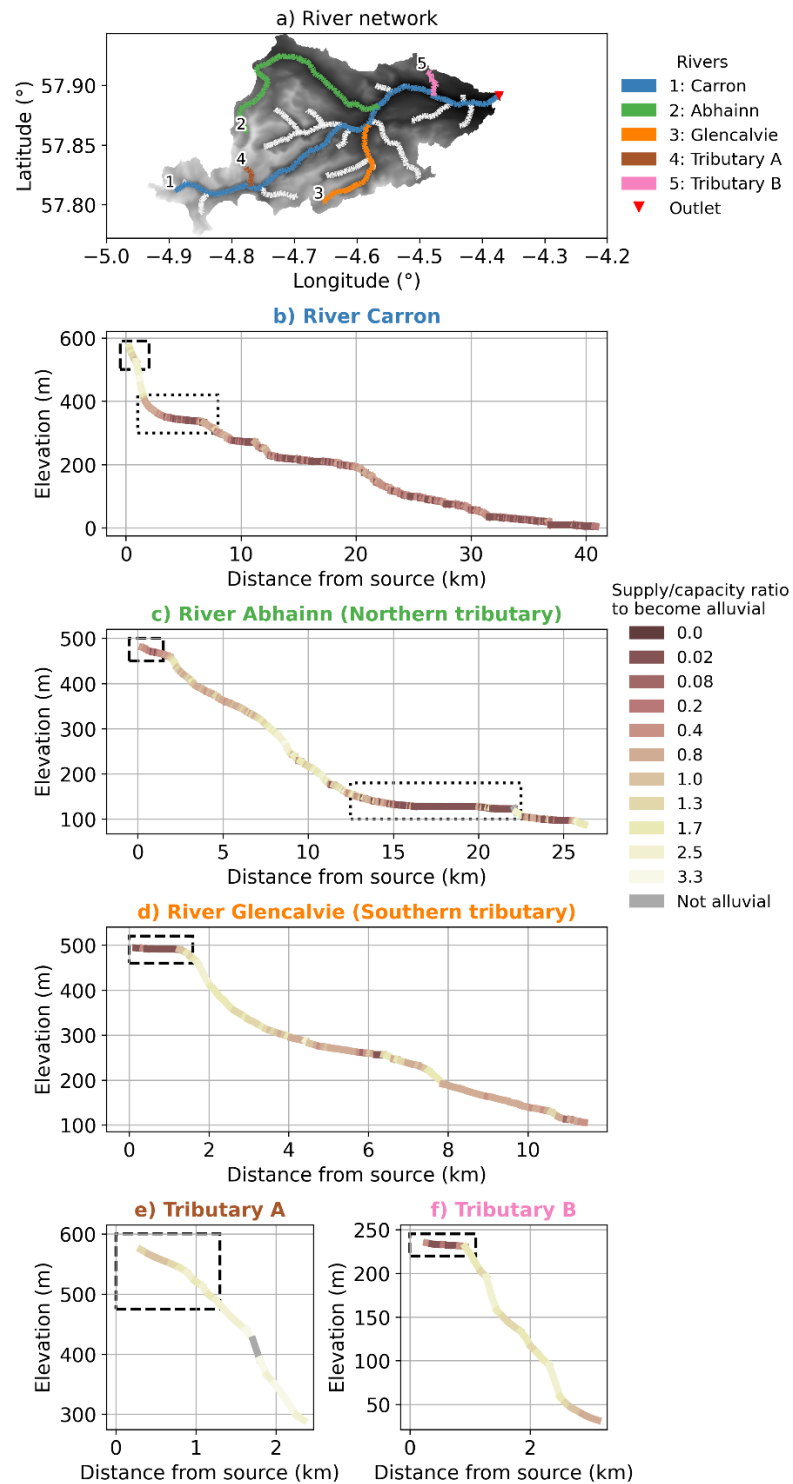 a) River network
57.90
57.85
57.80
Latitude (°)
1
2
3
4
5
−5.0 −4.9 −4.8 −4.7 −4.6 −4.5 −4.4 −4.3 −4.2
Longitude (°)
Rivers
1: Carron
2: Abhainn
3: Glencalvie
4: Tributary A
5: Tributary B
Outlet
b) River Carron
600
400
200
0
Elevation (m)
0 10 20 30 40
Distance from source (km)
c) River Abhainn (Northern tributary)
500
400
300
200
100
Elevation (m)
0 5 10 15 20 25
Distance from source (km)
Supply/capacity ratio
to become alluvial
0.0
0.02
0.08
0.2
0.4
0.8
1.0
1.3
1.7
2.5
3.3
Not alluvial
d) River Glencalvie (Southern tributary)
500
400
300
200
100
Elevation (m)
0 2 4 6 8 10
Distance from source (km)
e) Tributary A
600
500
400
300
Elevation (m)
0 1 2
Distance from source (km)
f) Tributary B
250
200
150
100
50
Elevation (m)
0 2
Distance from source (km)